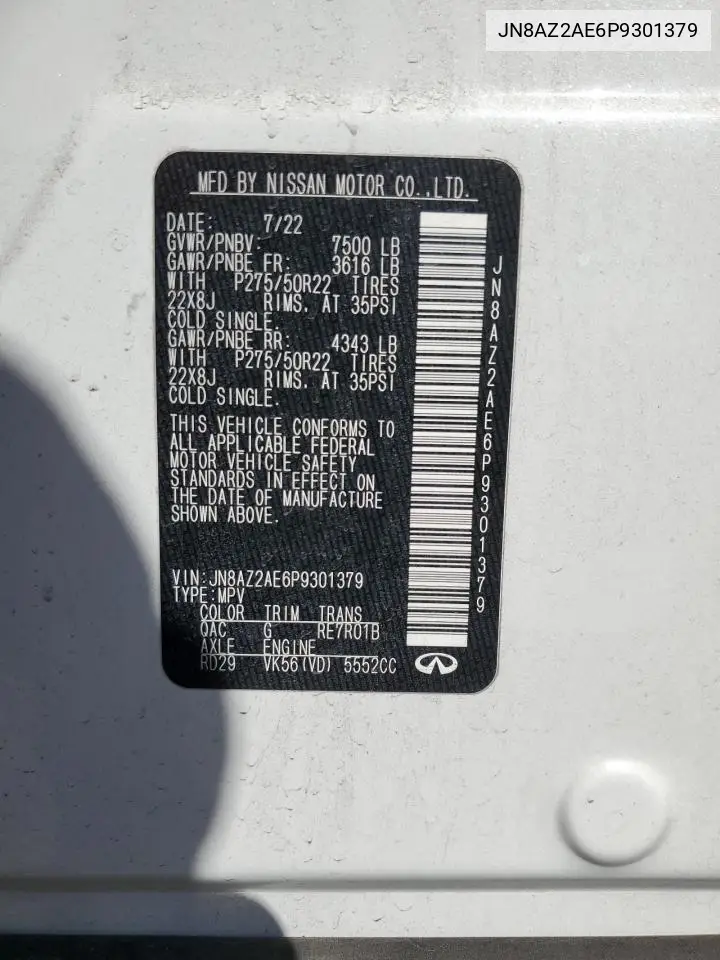 JN8AZ2AE6P9301379
MFD BY NISSAN MOTOR CO.,LTD.
DATE: 7/22
GVWR/PNBV: 7500 LB
GAWR/PNBE FR: 3616 LB
WITH P275/50R22 TIRES
22X8J RIMS, AT 35PSI
COLD SINGLE.
GAWR/PNBE RR: 4343 LB
WITH P275/50R22 TIRES
22X8J RIMS, AT 35PSI
COLD SINGLE.
THIS VEHICLE CONFORMS TO
ALL APPLICABLE FEDERAL
MOTOR VEHICLE SAFETY
STANDARDS IN EFFECT ON
THE DATE OF MANUFACTURE
SHOWN ABOVE.
VIN:JN8AZ2AE6P9301379
TYPE:MPV
COLOR TRIM TRANS
QAC G RE7R01B
AXLE ENGINE
RD29 VK56(VD) 5552CC
JN8AZ2AE6P9301379